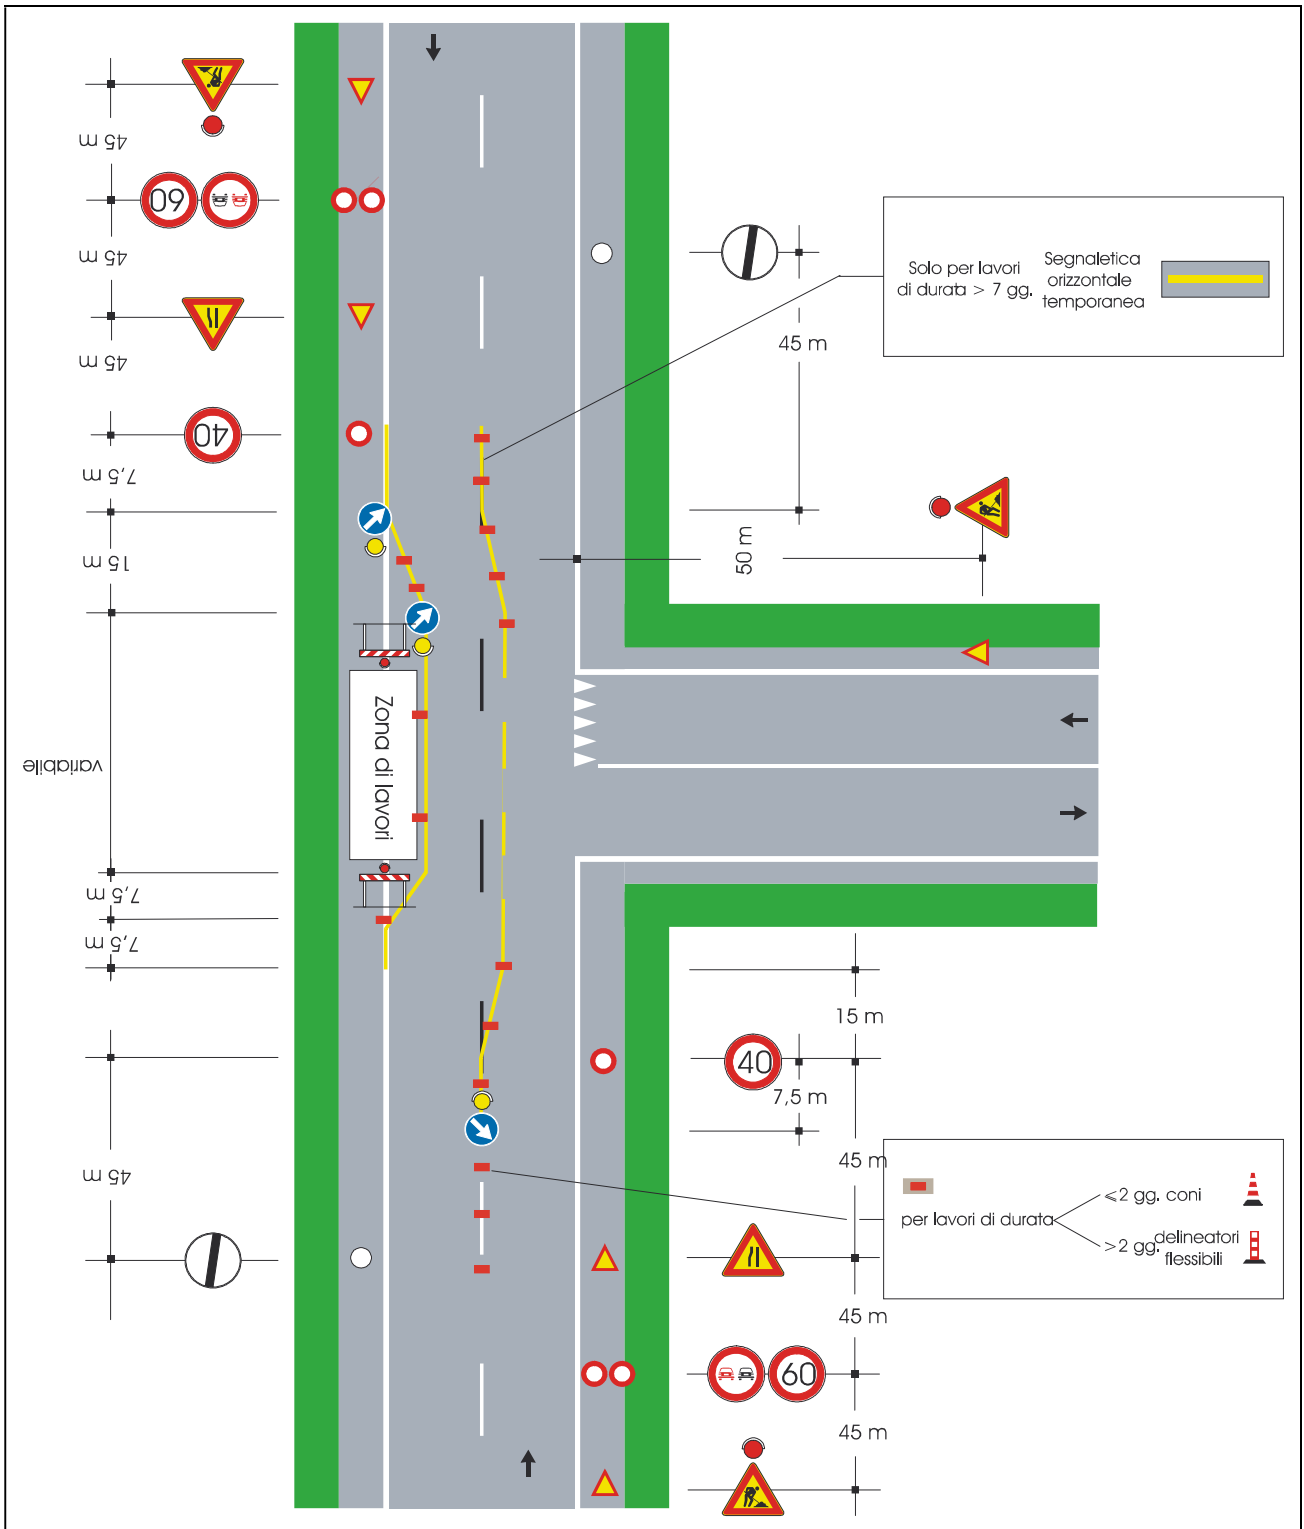 45 m
60
45 m
45 m
40
7,5 m
15 m
variabile
7,5 m
7,5 m
45 m
Zona di lavori
45 m
50 m
Solo per lavori
di durata > 7 gg.
Segnaletica
orizzontale
temporanea
15 m
40
7,5 m
45 m
45 m
60
45 m
per lavori di durata
⩽2 gg. coni
>2 gg. delineatori
flessibili